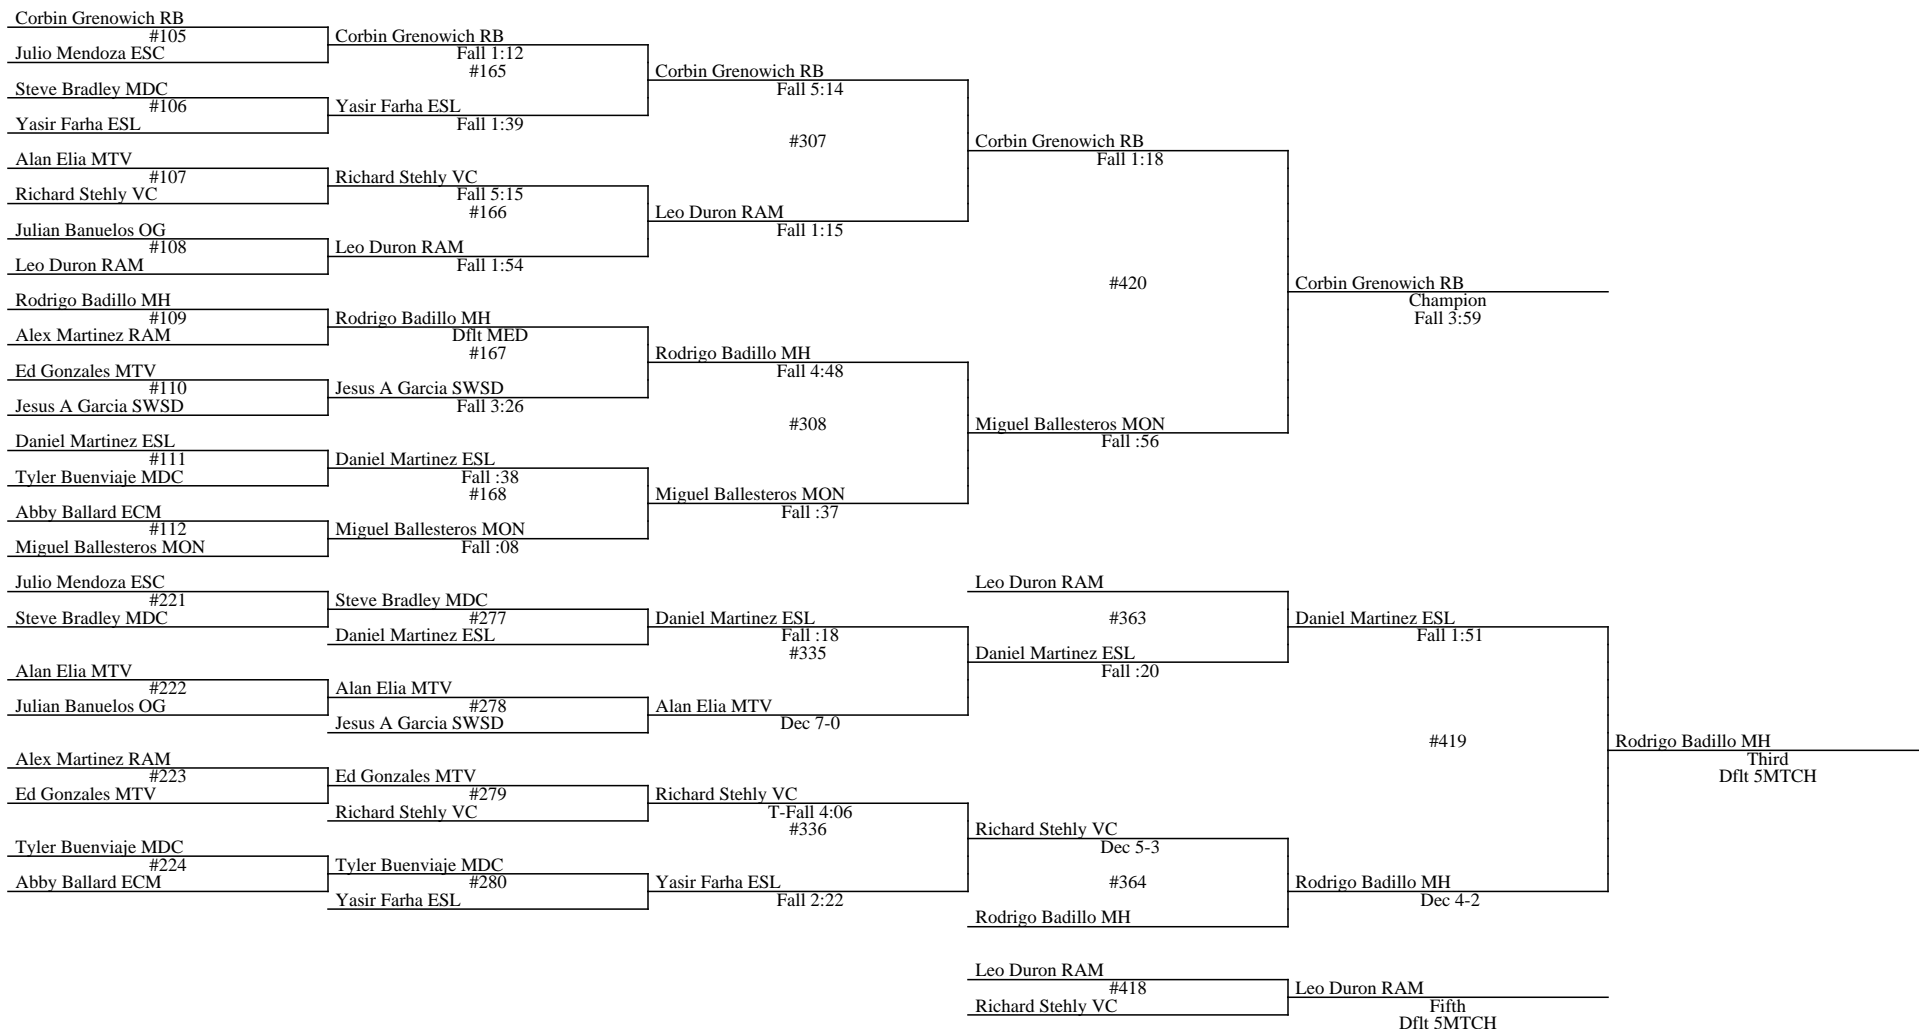 Corbin Grenowich RB
#105
Julio Mendoza ESC
Steve Bradley MDC
#106
Yasir Farha ESL
Alan Elia MTV
#107
Richard Stehly VC
Julian Banuelos OG
#108
Leo Duron RAM
Rodrigo Badillo MH
#109
Alex Martinez RAM
Ed Gonzales MTV
#110
Jesus A Garcia SWSD
Daniel Martinez ESL
#111
Tyler Buenviaje MDC
Abby Ballard ECM
#112
Miguel Ballesteros MON
Corbin Grenowich RB
Fall 1:12
#165
Yasir Farha ESL
Fall 1:39
Richard Stehly VC
Fall 5:15
#166
Leo Duron RAM
Fall 1:54
Rodrigo Badillo MH
Dflt MED
#167
Jesus A Garcia SWSD
Fall 3:26
Daniel Martinez ESL
Fall :38
#168
Miguel Ballesteros MON
Fall :08
Corbin Grenowich RB
Fall 5:14
#307
Leo Duron RAM
Fall 1:15
Rodrigo Badillo MH
Fall 4:48
#308
Miguel Ballesteros MON
Fall :37
Corbin Grenowich RB
Fall 1:18
#420
Miguel Ballesteros MON
Fall :56
Corbin Grenowich RB
Champion
Fall 3:59
Julio Mendoza ESC
#221
Steve Bradley MDC
Alan Elia MTV
#222
Julian Banuelos OG
Alex Martinez RAM
#223
Ed Gonzales MTV
Tyler Buenviaje MDC
#224
Abby Ballard ECM
Steve Bradley MDC
#277
Daniel Martinez ESL
Alan Elia MTV
#278
Jesus A Garcia SWSD
Ed Gonzales MTV
#279
Richard Stehly VC
Tyler Buenviaje MDC
#280
Yasir Farha ESL
Daniel Martinez ESL
Fall :18
#335
Alan Elia MTV
Dec 7-0
Richard Stehly VC
T-Fall 4:06
#336
Yasir Farha ESL
Fall 2:22
Leo Duron RAM
#363
Daniel Martinez ESL
Fall :20
Richard Stehly VC
Dec 5-3
#364
Rodrigo Badillo MH
Daniel Martinez ESL
Fall 1:51
#419
Rodrigo Badillo MH
Dec 4-2
Rodrigo Badillo MH
Third
Dflt 5MTCH
Leo Duron RAM
#418
Richard Stehly VC
Leo Duron RAM
Fifth
Dflt 5MTCH